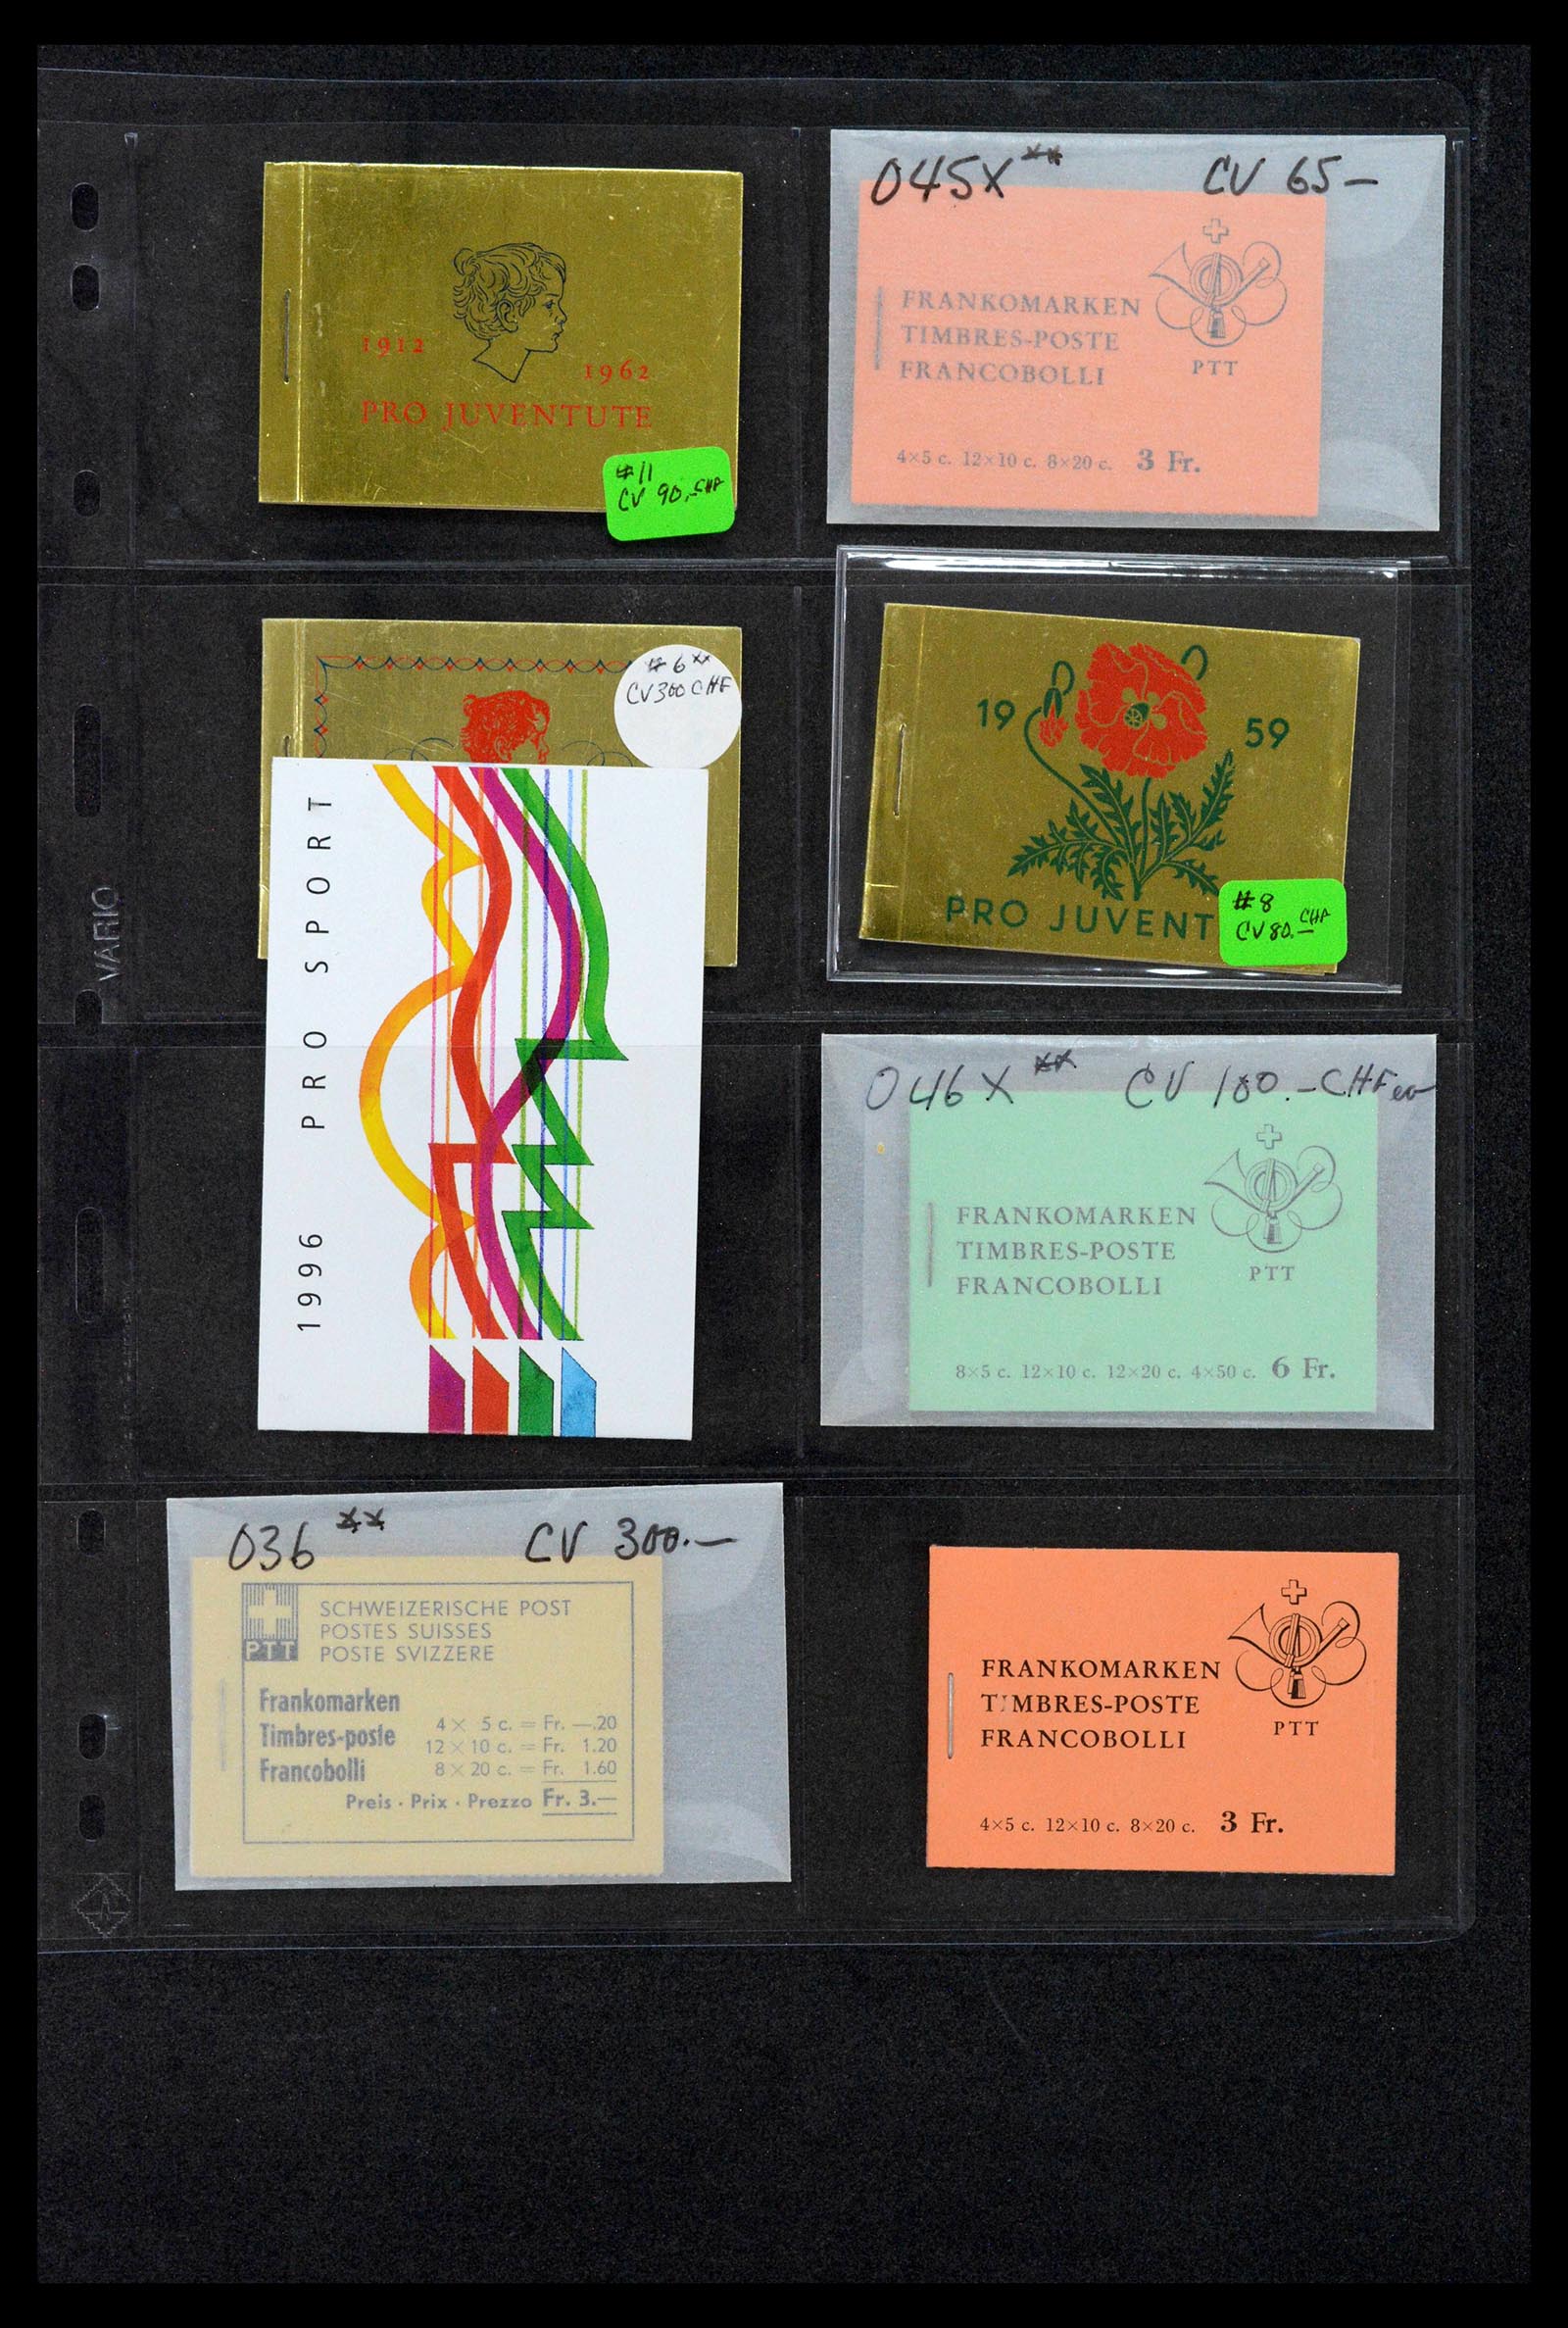 1912
1962
PRO JUVENTUTE
#11
CV 90.- CHF
045X** CV 65-
FRANKOMARKEN
TIMBRES-POSTE
FRANCOBOLLI
PTT
4×5 c. 12×10 c. 8×20 c. 3 Fr.
#6**
CV300 CHF
1959
PRO JUVENT
#8
CV80.- CHF
VARIO
1996 PRO SPORT
046X** CV 100.-CHF
FRANKOMARKEN
TIMBRES-POSTE
FRANCOBOLLI
PTT
8×5 c. 12×10 c. 12×20 c. 4×50 c. 6 Fr.
036** CV 300.-
PTT
SCHWEIZERISCHE POST
POSTES SUISSES
POSTE SVIZZERE
Frankomarken
Timbres-poste
Francobolli
4 × 5 c. = Fr. —.20
12 × 10 c. = Fr. 1.20
8 × 20 c. = Fr. 1.60
Preis · Prix · Prezzo Fr. 3.—
FRANKOMARKEN
TIMBRES-POSTE
FRANCOBOLLI
PTT
4×5 c. 12×10 c. 8×20 c. 3 Fr.